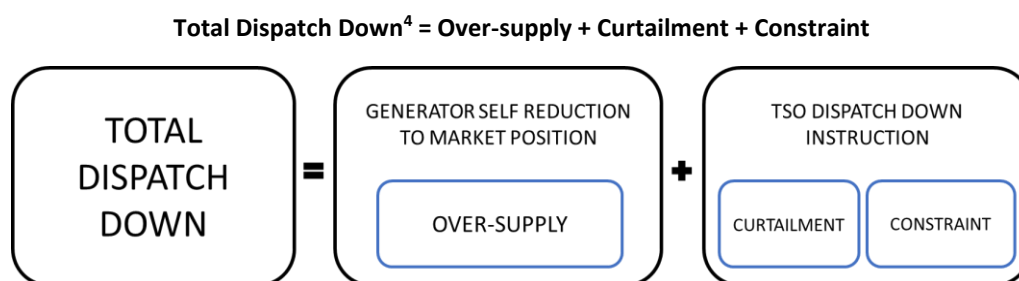 Total Dispatch Down⁴ = Over-supply + Curtailment + Constraint
TOTAL
DISPATCH
DOWN
=
GENERATOR SELF REDUCTION
TO MARKET POSITION
OVER-SUPPLY
+
TSO DISPATCH DOWN
INSTRUCTION
CURTAILMENT
CONSTRAINT